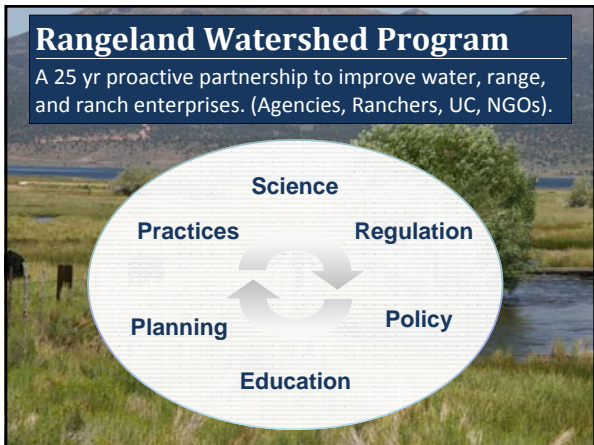 Rangeland Watershed Program
A 25 yr proactive partnership to improve water, range,
and ranch enterprises. (Agencies, Ranchers, UC, NGOs).
Science
Practices Regulation
Planning Policy
Education